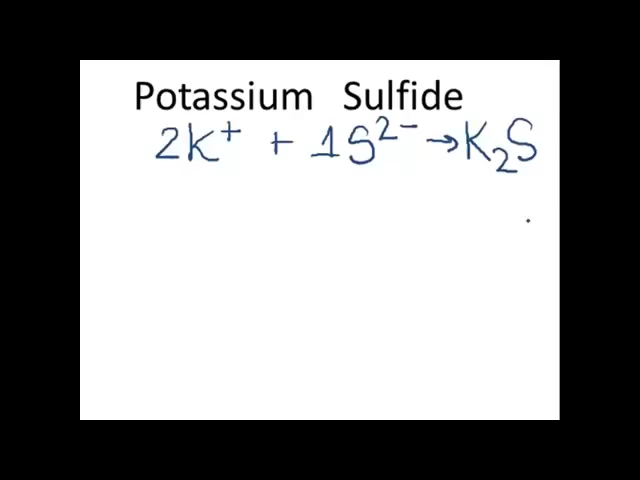 Potassium Sulfide
2K⁺ + 1S²⁻ → K₂S